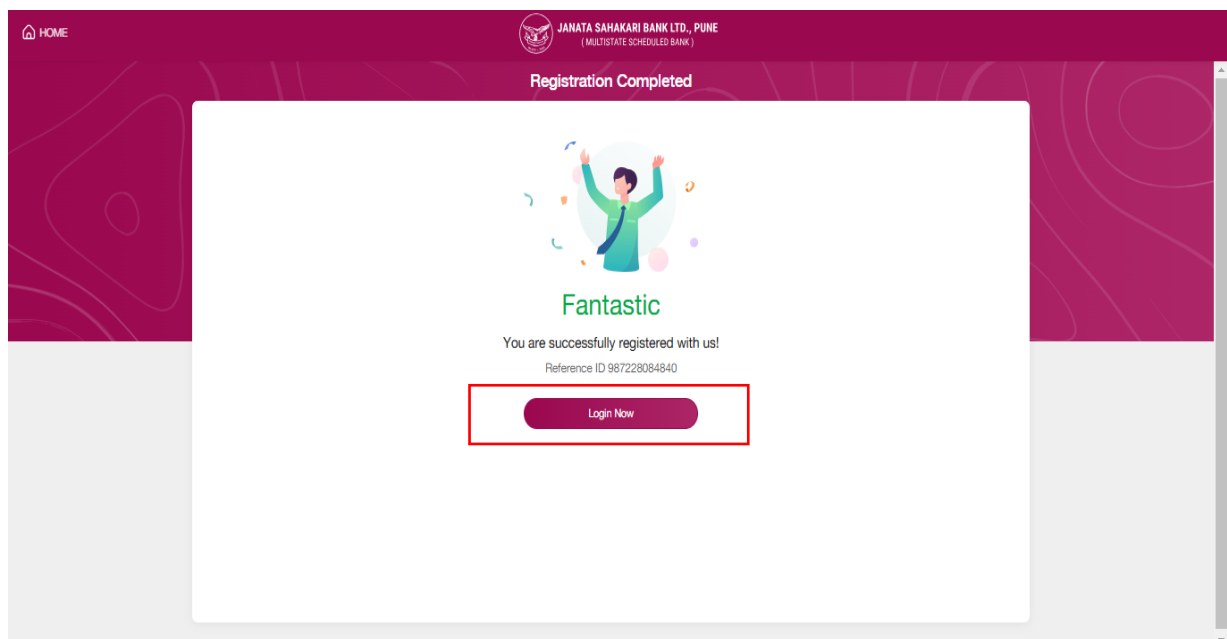 HOME
JANATA SAHAKARI BANK LTD., PUNE
( MULTISTATE SCHEDULED BANK )
Registration Completed
Fantastic
You are successfully registered with us!
Reference ID 987228084840
Login Now